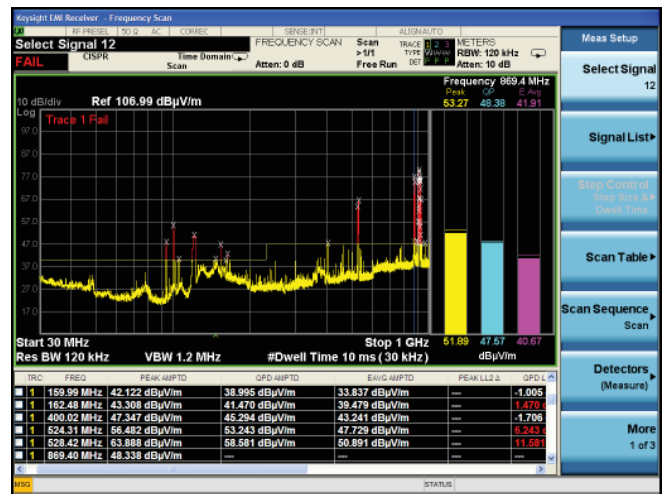 Keysight EMI Receiver - Frequency Scan
RF PRESEL 50 Ω AC CORREC SENSE:INT ALIGN AUTO
Select Signal 12
FREQUENCY SCAN
FAIL
CISPR
Time Domain
Scan
Scan
> 1/1
Free Run
Atten: 0 dB
TRACE 1 2 3
TYPE
DET P P P
METERS
RBW: 120 kHz
Atten: 10 dB
Frequency 869.4 MHz
Peak QP E Avg
53.27 48.38 41.91
10 dB/div Ref 106.99 dBµV/m
Log
Trace 1 Fail
97.0
87.0
77.0
67.0
57.0
47.0
37.0
27.0
17.0
51.89 47.57 40.67
dBµV/m
Start 30 MHz Stop 1 GHz
Res BW 120 kHz VBW 1.2 MHz #Dwell Time 10 ms (30 kHz)
TRC FREQ PEAK AMPTD QPD AMPTD EAVG AMPTD PEAK LL2 Δ QPD L
1 159.99 MHz 42.122 dBµV/m 38.995 dBµV/m 33.837 dBµV/m --- -1.005
1 162.48 MHz 43.308 dBµV/m 41.470 dBµV/m 39.479 dBµV/m --- 1.470 d
1 400.02 MHz 47.347 dBµV/m 45.294 dBµV/m 43.241 dBµV/m --- -1.706
1 524.31 MHz 56.482 dBµV/m 53.243 dBµV/m 47.729 dBµV/m --- 6.243 d
1 528.42 MHz 63.888 dBµV/m 58.581 dBµV/m 50.891 dBµV/m --- 11.581
1 869.40 MHz 48.338 dBµV/m --- --- --- ---
MSG STATUS
Meas Setup
Select Signal
12
Signal List
Step Control
Step Size &
Dwell Time
Scan Table
Scan Sequence
Scan
Detectors
(Measure)
More
1 of 3